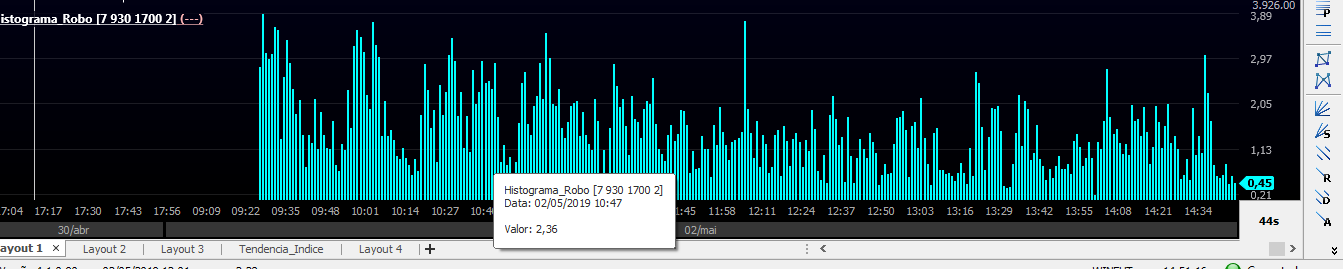 3.926,00
istograma_Robo [7 930 1700 2] (---)
3,89
2,97
2,05
1,13
0,45
0,21
17:04 17:17 17:30 17:43 17:56 09:09 09:22 09:35 09:48 10:01 10:14 10:27 10:40 11:45 11:58 12:11 12:24 12:37 12:50 13:03 13:16 13:29 13:42 13:55 14:08 14:21 14:34
44s
30/abr 02/mai
Histograma_Robo [7 930 1700 2]
Data: 02/05/2019 10:47
Valor: 2,36
ayout 1 × Layout 2 Layout 3 Tendencia_Indice Layout 4 +
P
S
R
D
A